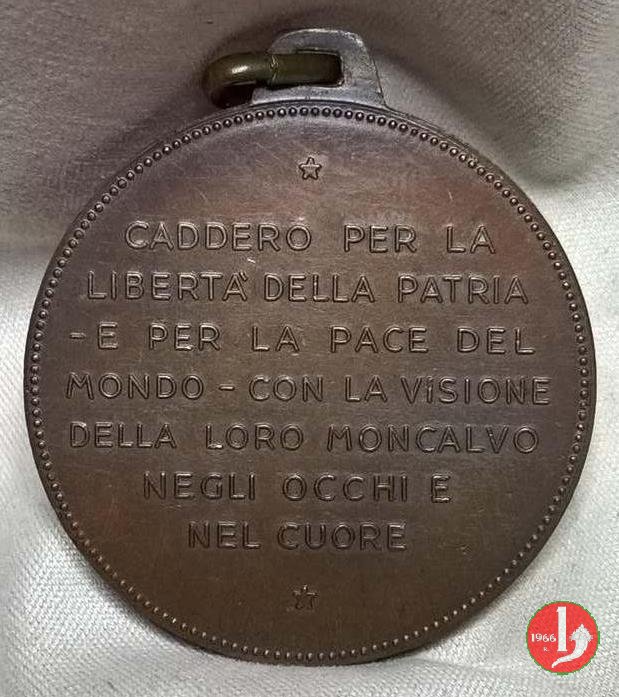 CADDERO PER LA
LIBERTA' DELLA PATRIA
- E PER LA PACE DEL
MONDO - CON LA ViSIONE
DELLA LORO MONCALVO
NEGLI OCCHI E
NEL CUORE
1966